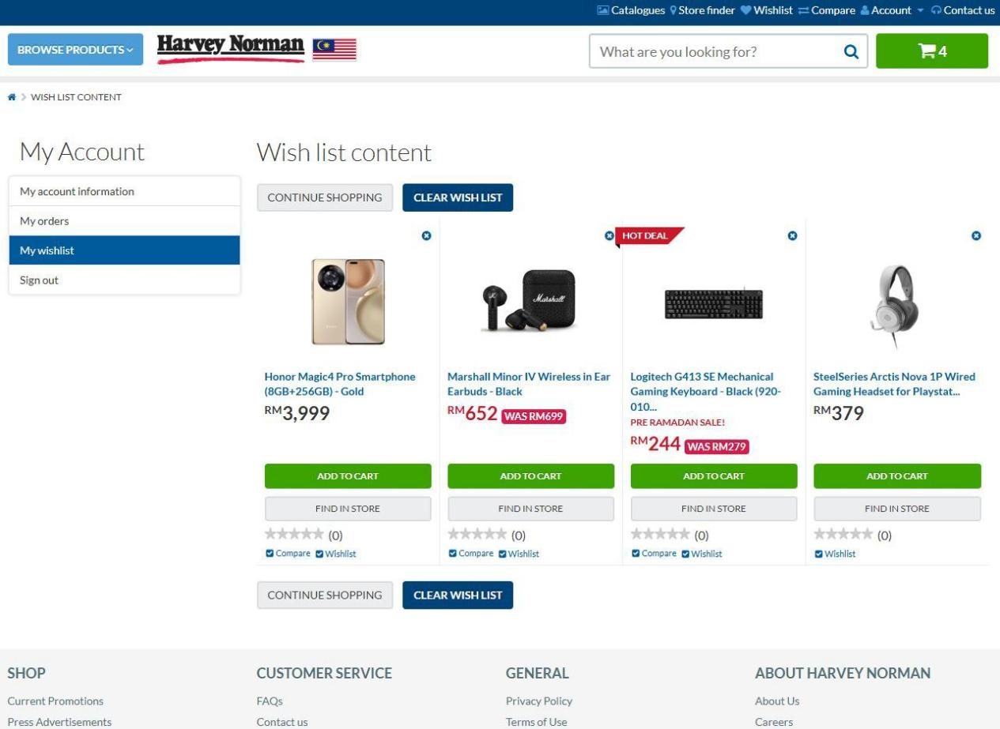 Catalogues Store finder Wishlist Compare Account Contact us
BROWSE PRODUCTS Harvey Norman What are you looking for? 4
WISH LIST CONTENT
My Account
My account information
My orders
My wishlist
Sign out
Wish list content
CONTINUE SHOPPING CLEAR WISH LIST
HOT DEAL
Marshall
Honor Magic4 Pro Smartphone
(8GB+256GB) - Gold
RM3,999
ADD TO CART
FIND IN STORE
(0)
Compare Wishlist
Marshall Minor IV Wireless in Ear
Earbuds - Black
RM652 WAS RM699
ADD TO CART
FIND IN STORE
(0)
Compare Wishlist
Logitech G413 SE Mechanical
Gaming Keyboard - Black (920-
010...
PRE RAMADAN SALE!
RM244 WAS RM279
ADD TO CART
FIND IN STORE
(0)
Compare Wishlist
SteelSeries Arctis Nova 1P Wired
Gaming Headset for Playstat...
RM379
ADD TO CART
FIND IN STORE
(0)
Wishlist
CONTINUE SHOPPING CLEAR WISH LIST
SHOP
Current Promotions
Press Advertisements
CUSTOMER SERVICE
FAQs
Contact us
GENERAL
Privacy Policy
Terms of Use
ABOUT HARVEY NORMAN
About Us
Careers